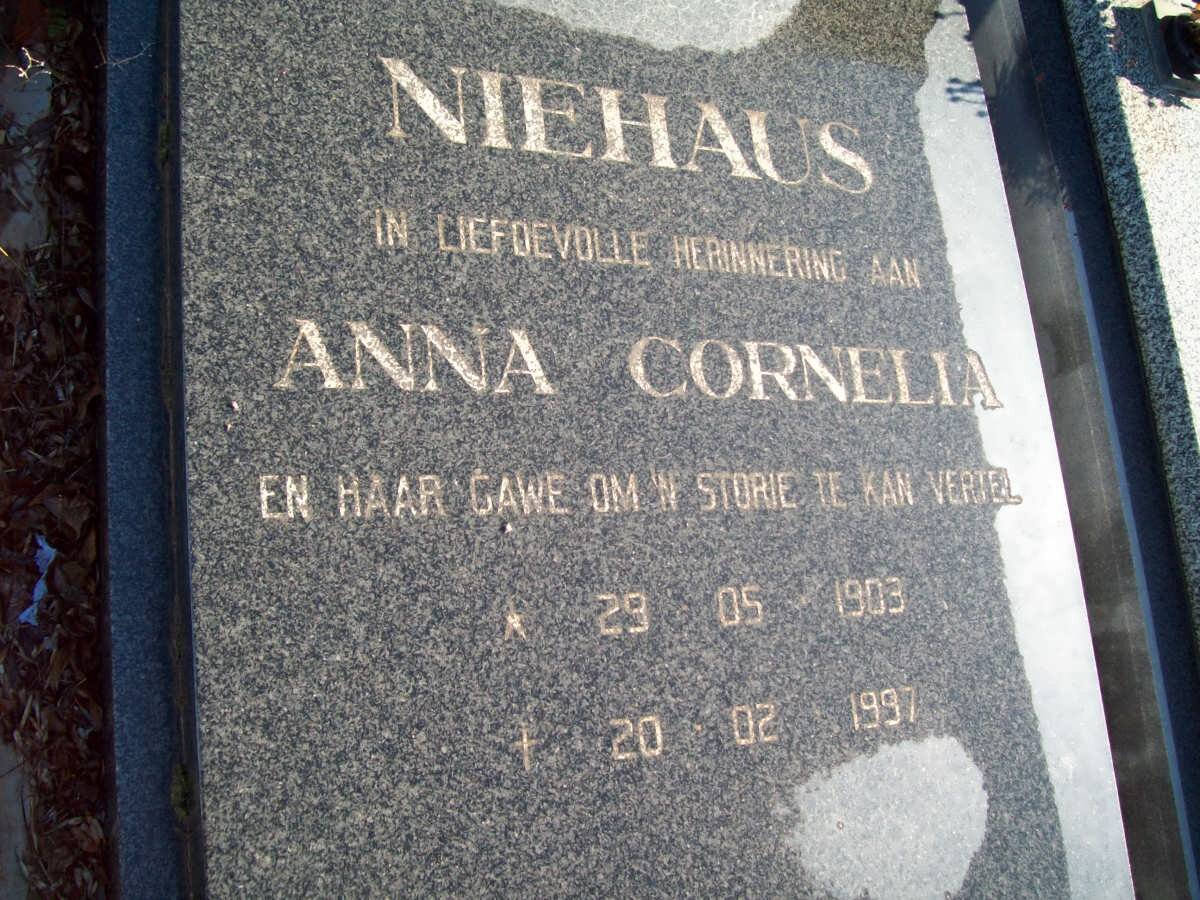 NIEHAUS
IN LIEFDEVOLLE HERINNERING AAN
ANNA CORNELIA
EN HAAR GAWE OM 'N STORIE TE KAN VERTEL
★ 29 · 05 · 1903
† 20 · 02 · 1997